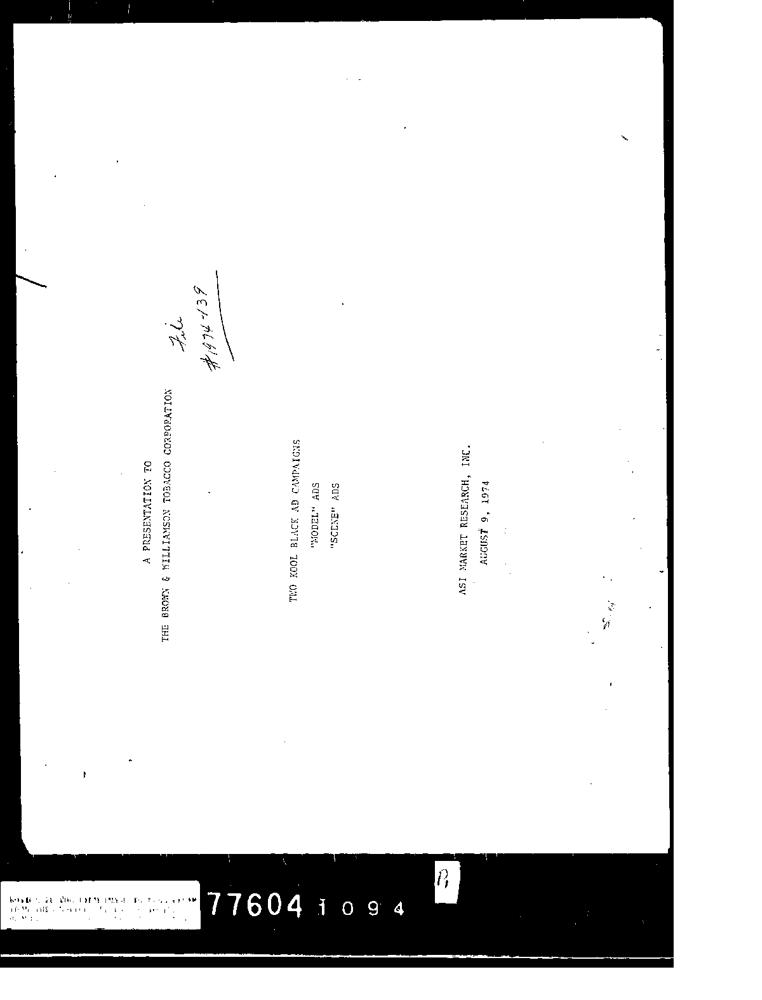 A PRESENTATION TO
THE BROWN & WILLIAMSON TOBACCO CORPORATION
File
#1974-139
TWO KOOL BLACK AD CAMPAIGNS
"MODEL" ADS
"SCENE" ADS
ASI MARKET RESEARCH, INC.
AUGUST 9, 1974
77604 1094